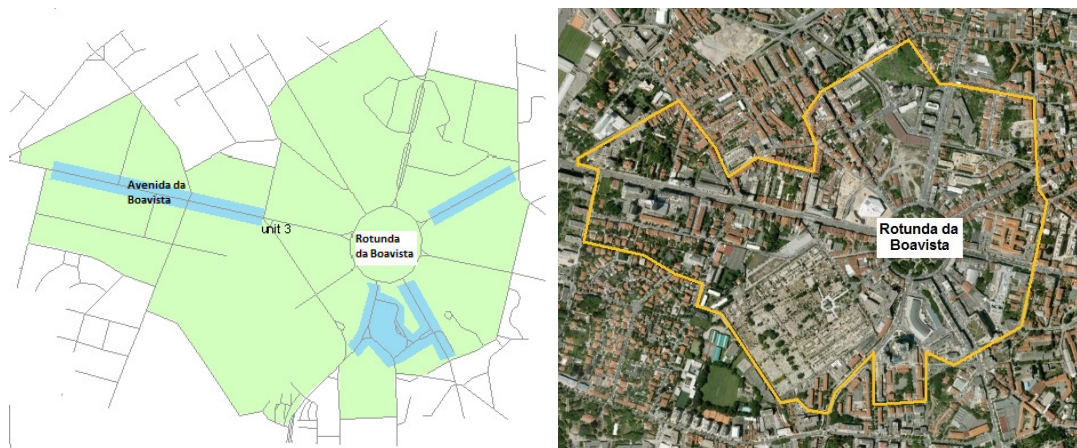 Avenida da
Boavista
unit 3
Rotunda
da Boavista
Rotunda da
Boavista